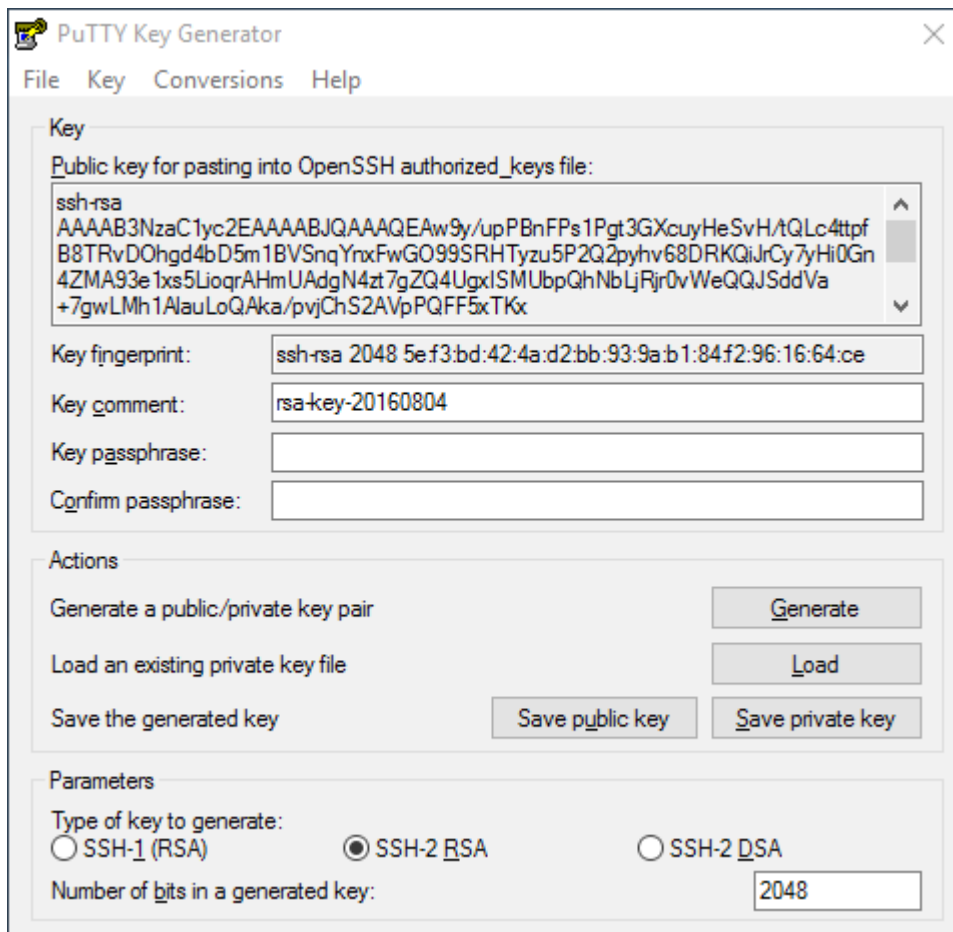 PuTTY Key Generator
File Key Conversions Help
Key
Public key for pasting into OpenSSH authorized_keys file:
ssh-rsa
AAAAB3NzaC1yc2EAAAABJQAAAQEAw9y/upPBnFPs1Pgt3GXcuyHeSvH/tQLc4ttpf
B8TRvDOhgd4bD5m1BVSnqYnxFwGO99SRHTyzu5P2Q2pyhv68DRKQiJrCy7yHi0Gn
4ZMA93e1xs5LioqrAHmUAdgN4zt7gZQ4UgxISMUbpQhNbLjRjr0vWeQQJSddVa
+7gwLMh1AlauLoQAka/pvjChS2AVpPQFF5xTKx
Key fingerprint: ssh-rsa 2048 5e:f3:bd:42:4a:d2:bb:93:9a:b1:84:f2:96:16:64:ce
Key comment: rsa-key-20160804
Key passphrase:
Confirm passphrase:
Actions
Generate a public/private key pair Generate
Load an existing private key file Load
Save the generated key Save public key Save private key
Parameters
Type of key to generate:
SSH-1 (RSA) SSH-2 RSA SSH-2 DSA
Number of bits in a generated key: 2048